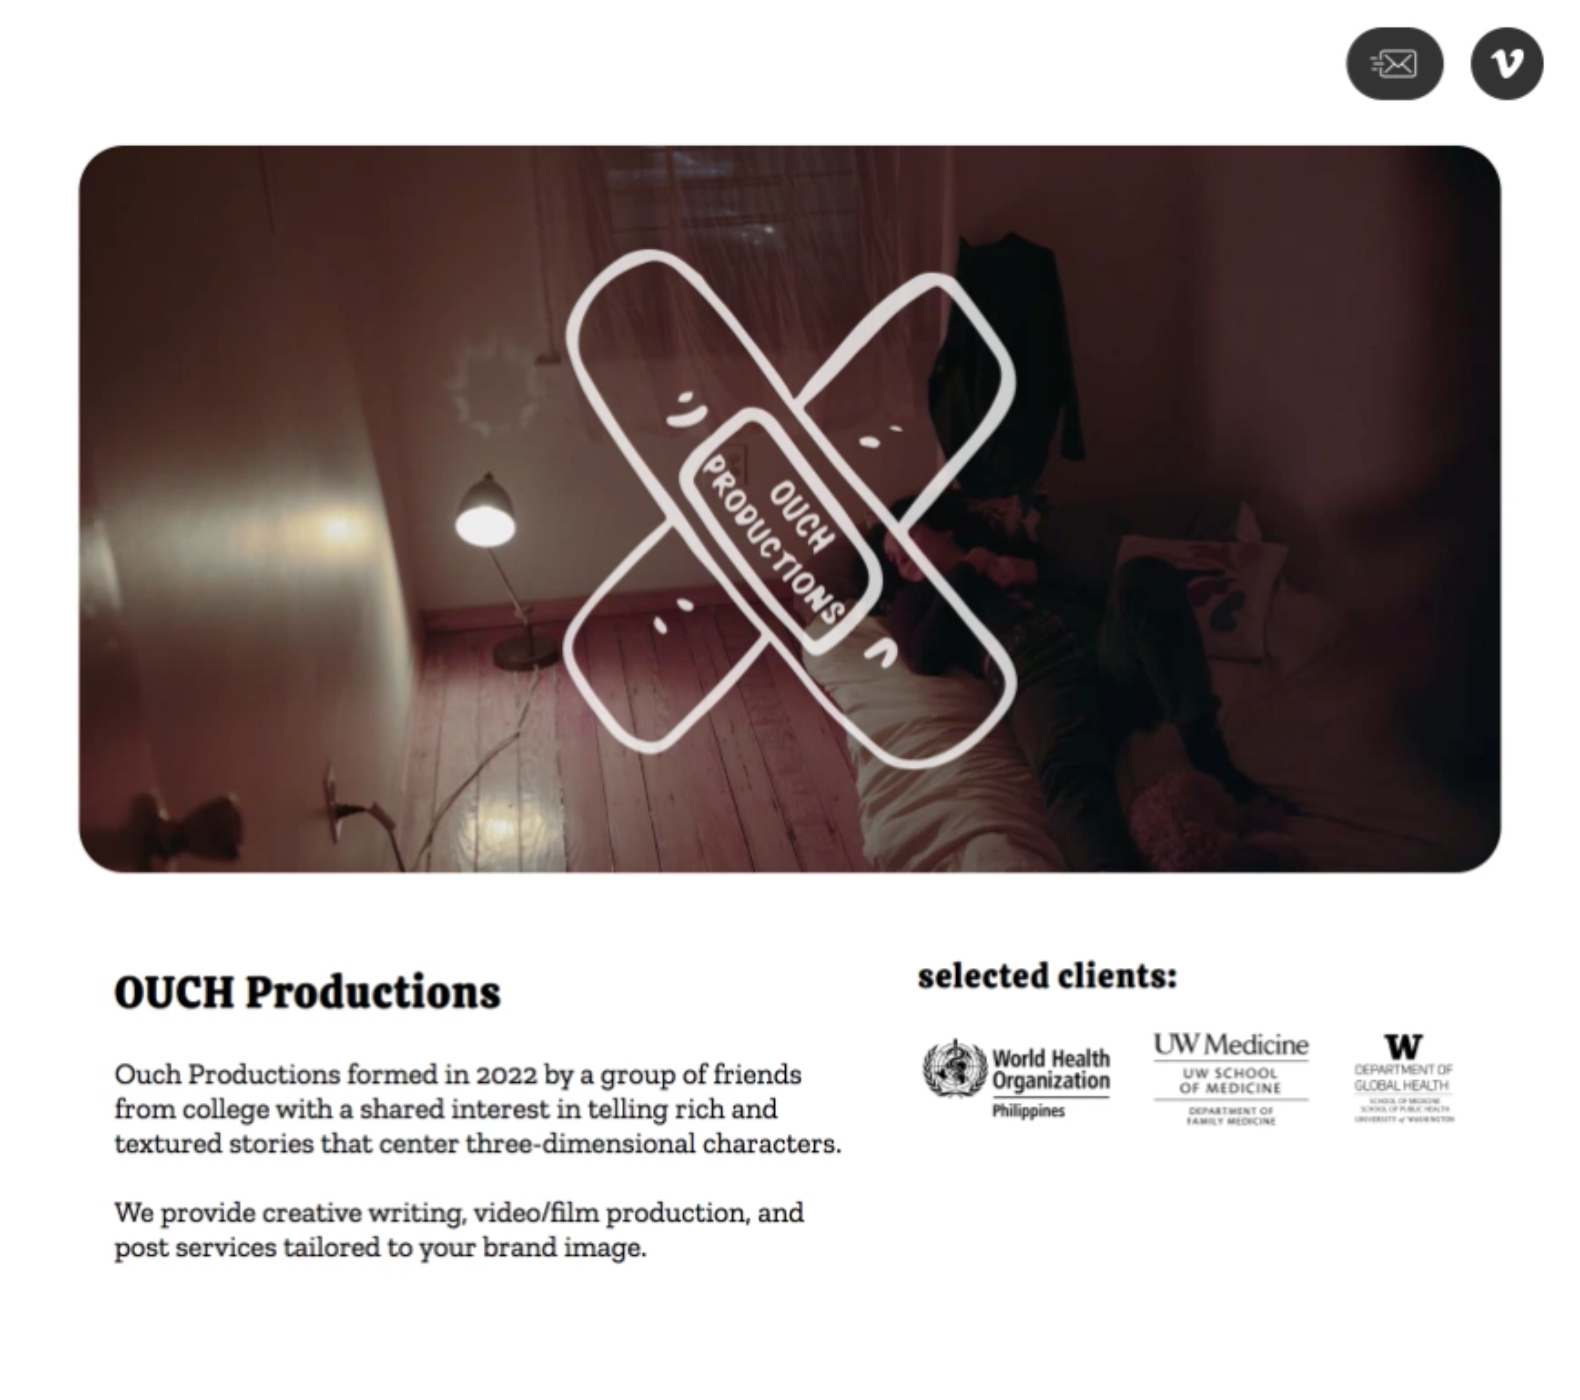 OUCH
PRODUCTIONS
OUCH Productions
Ouch Productions formed in 2022 by a group of friends
from college with a shared interest in telling rich and
textured stories that center three-dimensional characters.
We provide creative writing, video/film production, and
post services tailored to your brand image.
selected clients:
World Health
Organization
Philippines
UW Medicine
UW SCHOOL
OF MEDICINE
DEPARTMENT OF
FAMILY MEDICINE
W
DEPARTMENT OF
GLOBAL HEALTH
SCHOOL OF MEDICINE
SCHOOL OF PUBLIC HEALTH
UNIVERSITY of WASHINGTON